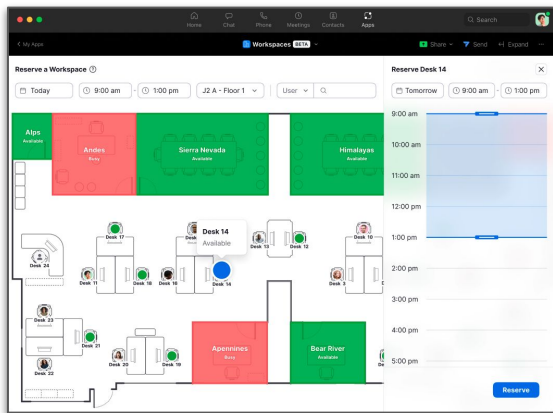 Home
Chat
Phone
Meetings
Contacts
Apps
Search
My Apps
Workspaces BETA
Share
Send
Expand
Reserve a Workspace
Today
9:00 am - 1:00 pm
J2 A - Floor 1
User
Reserve Desk 14
Tomorrow
9:00 am - 1:00 pm
Alps
Available
Andes
Busy
Sierra Nevada
Available
Himalayas
Available
Desk 17
Desk 14
Available
Desk 13
Desk 12
Desk 10
Desk 24
Desk 11
Desk 18
Desk 16
Desk 14
Desk 23
Desk 21
Desk 22
Desk 20
Desk 19
Apennines
Busy
Bear River
Available
9:00 am
10:00 am
11:00 am
12:00 pm
1:00 pm
2:00 pm
3:00 pm
4:00 pm
5:00 pm
Reserve